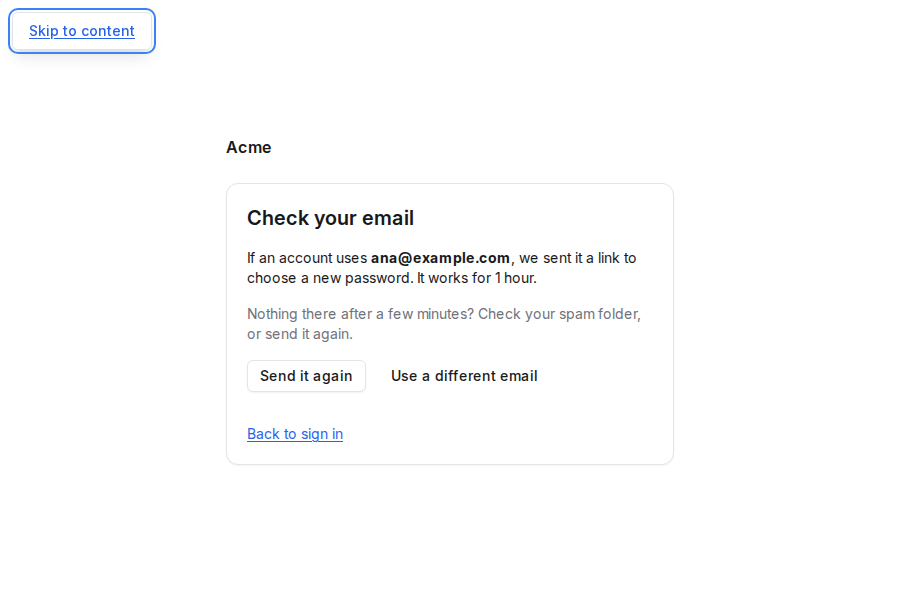 Skip to content
Acme
Check your email
If an account uses ana@example.com, we sent it a link to
choose a new password. It works for 1 hour.
Nothing there after a few minutes? Check your spam folder,
or send it again.
Send it again
Use a different email
Back to sign in